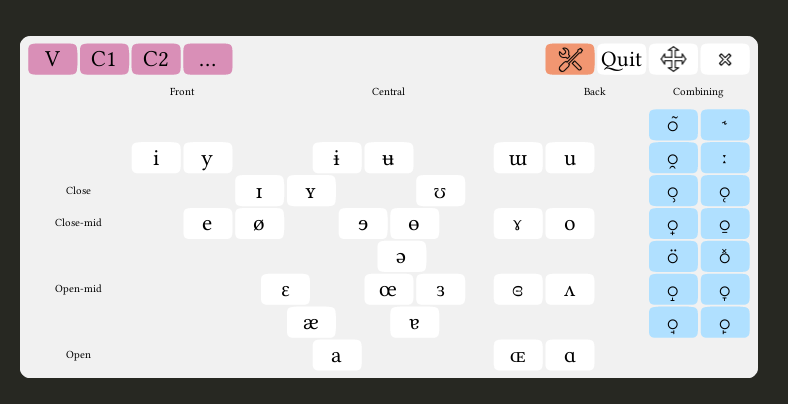 V C1 C2 ... Quit
Front Central Back Combining
õ ˞
i y ɨ ʉ ɯ u o̯ :
Close ɪ ʏ ʊ o̹ o̜
Close-mid e ø ɘ ɵ ɤ o o̟ o̠
ə ö o̽
Open-mid ɛ œ ɜ ɞ ʌ o̝ o̞
æ ɐ o̘ o̙
Open a ɶ ɑ